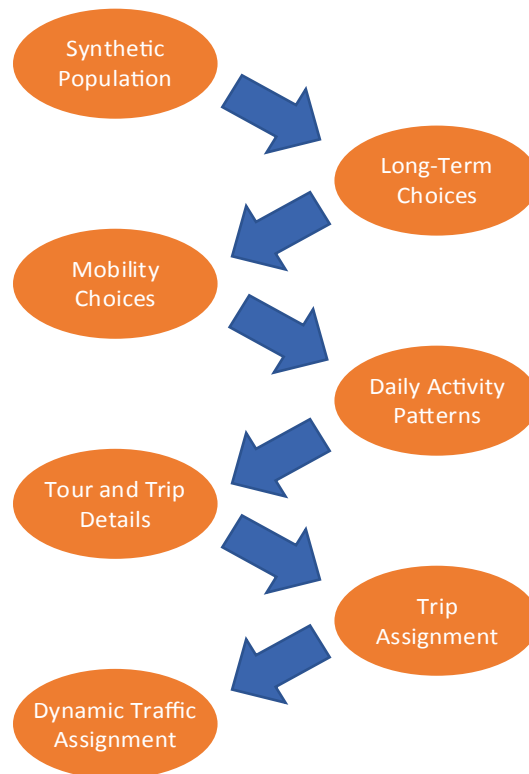 Synthetic
Population
Long-Term
Choices
Mobility
Choices
Daily Activity
Patterns
Tour and Trip
Details
Trip
Assignment
Dynamic Traffic
Assignment